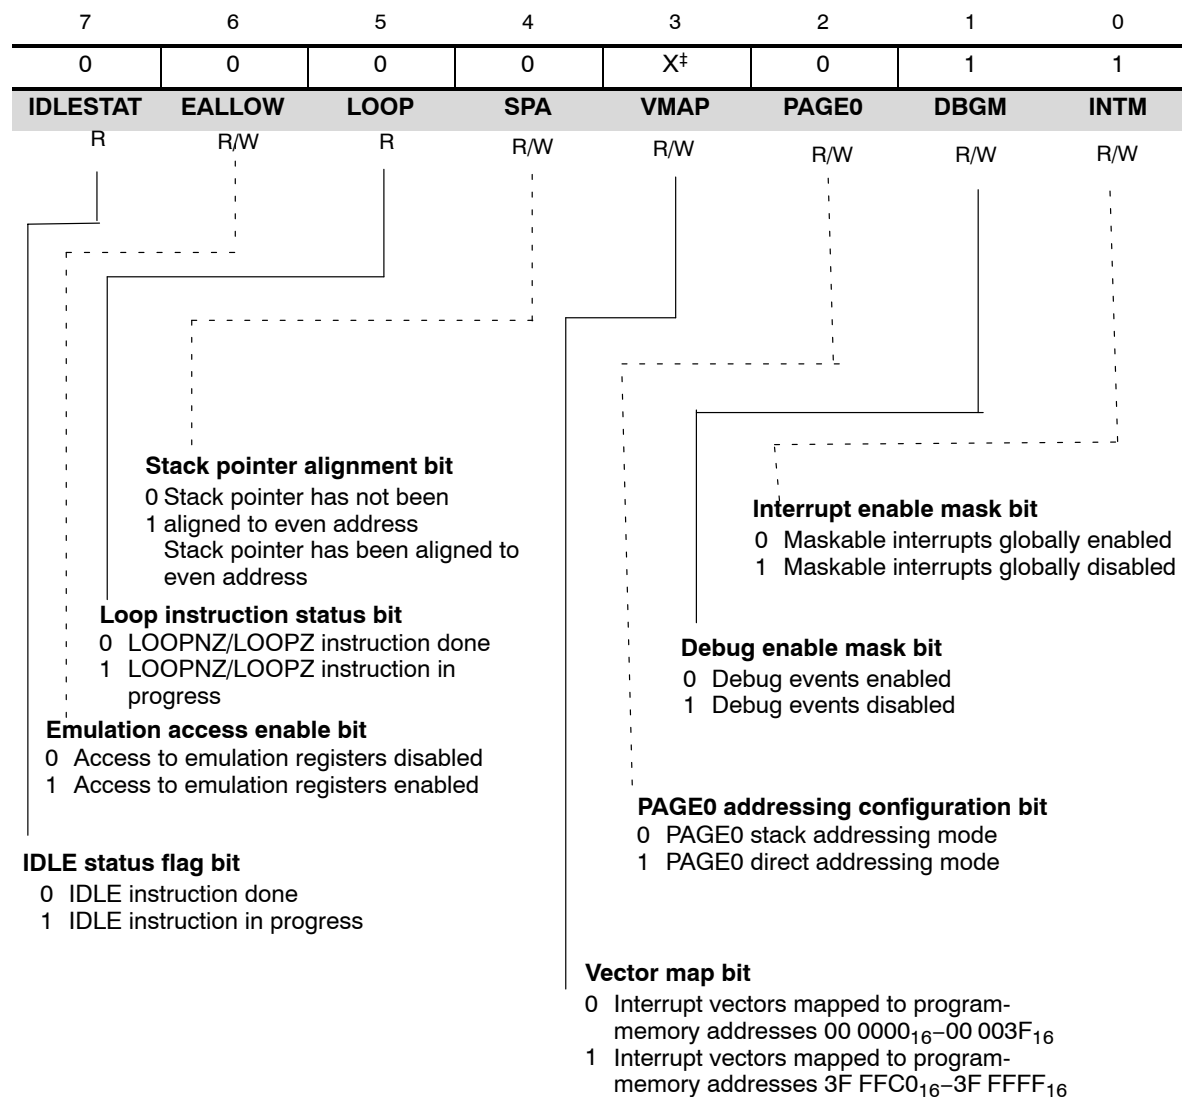 7 6 5 4 3 2 1 0
0 0 0 0 X‡ 0 1 1
IDLESTAT EALLOW LOOP SPA VMAP PAGE0 DBGM INTM
R R/W R R/W R/W R/W R/W R/W
Stack pointer alignment bit
0 Stack pointer has not been
1 aligned to even address
Stack pointer has been aligned to
even address
Interrupt enable mask bit
0 Maskable interrupts globally enabled
1 Maskable interrupts globally disabled
Loop instruction status bit
0 LOOPNZ/LOOPZ instruction done
1 LOOPNZ/LOOPZ instruction in
progress
Debug enable mask bit
0 Debug events enabled
1 Debug events disabled
Emulation access enable bit
0 Access to emulation registers disabled
1 Access to emulation registers enabled
PAGE0 addressing configuration bit
0 PAGE0 stack addressing mode
1 PAGE0 direct addressing mode
IDLE status flag bit
0 IDLE instruction done
1 IDLE instruction in progress
Vector map bit
0 Interrupt vectors mapped to program-
memory addresses 00 0000₁₆–00 003F₁₆
1 Interrupt vectors mapped to program-
memory addresses 3F FFC0₁₆–3F FFFF₁₆